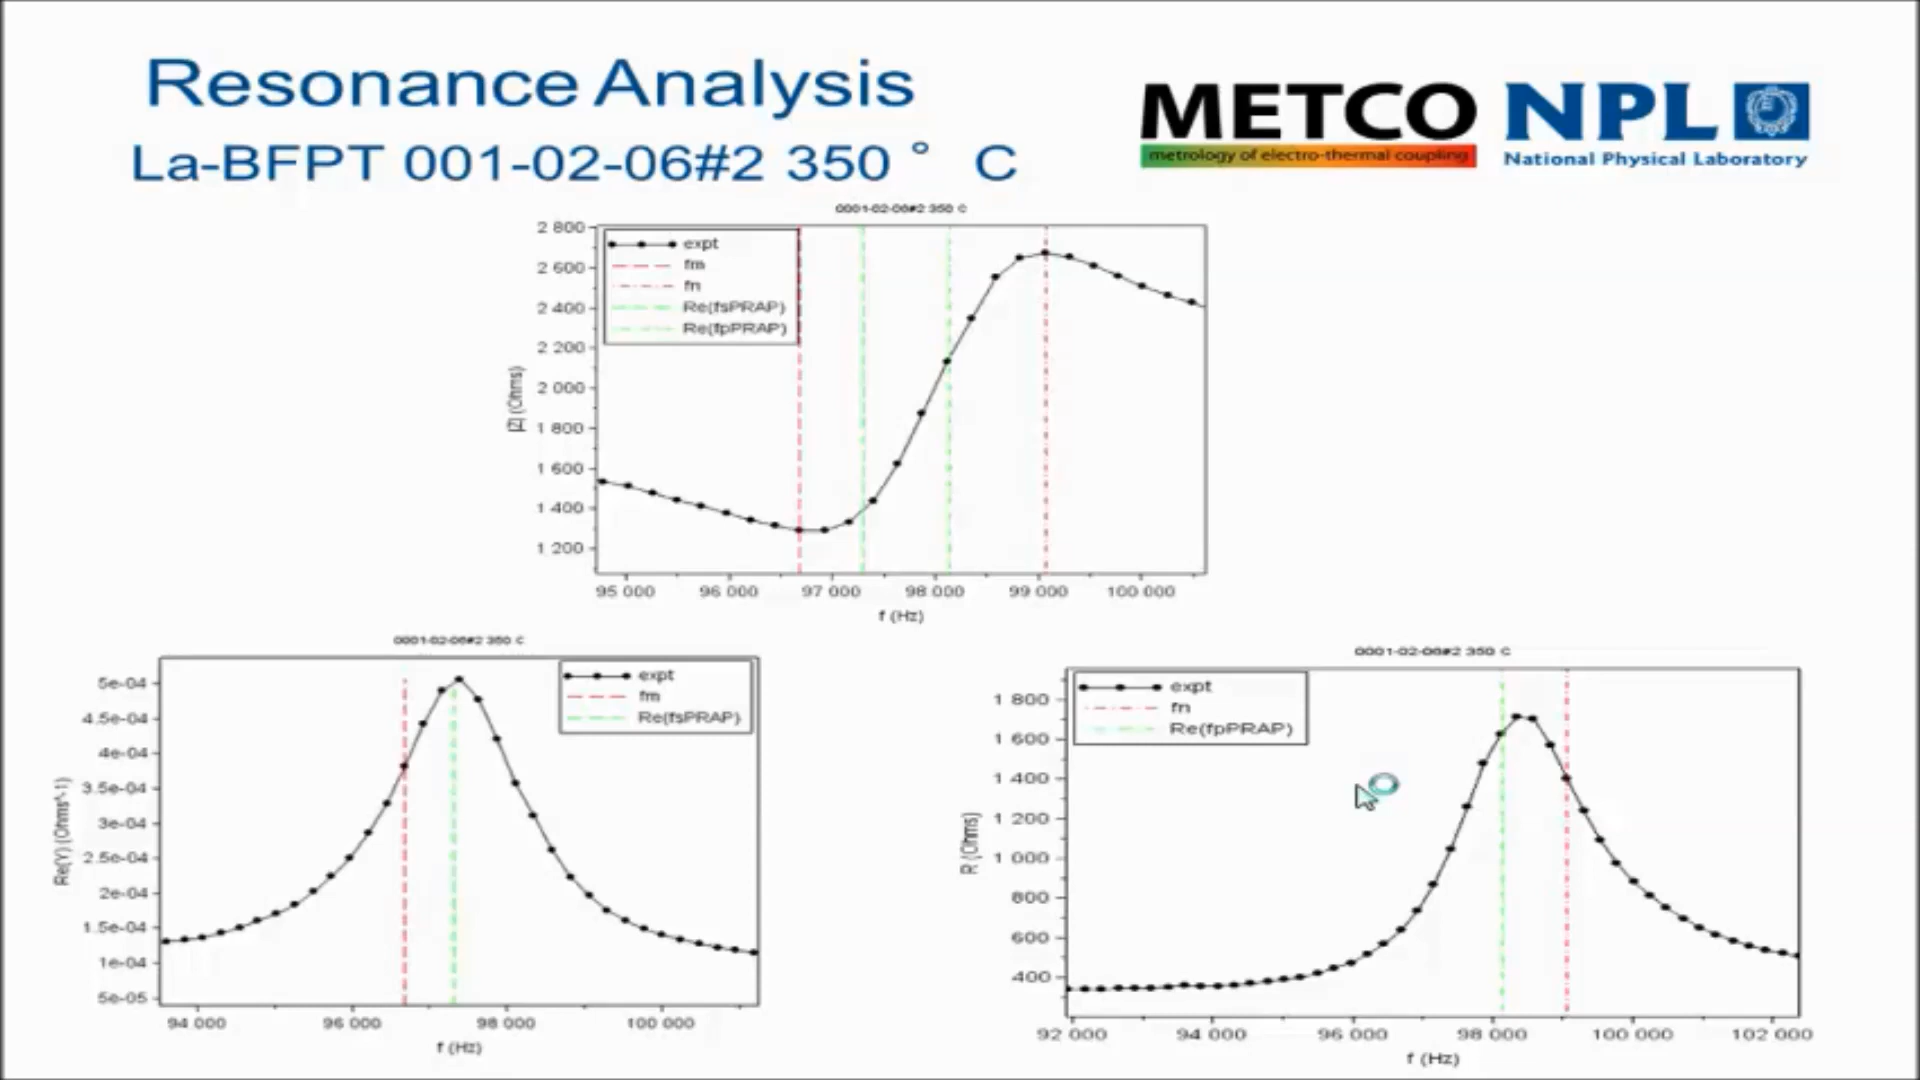 Resonance Analysis
La-BFPT 001-02-06#2 350 ° C
METCO
metrology of electro-thermal coupling
NPL
National Physical Laboratory
0001-02-06#2 350 C
expt
fm
fn
Re(fsPRAP)
Re(fpPRAP)
|Z| (Ohms)
2 800
2 600
2 400
2 200
2 000
1 800
1 600
1 400
1 200
95 000 96 000 97 000 98 000 99 000 100 000
f (Hz)
0001-02-06#2 350 C
expt
fm
Re(fsPRAP)
Re(Y) (Ohms^-1)
5e-04
4.5e-04
4e-04
3.5e-04
3e-04
2.5e-04
2e-04
1.5e-04
1e-04
5e-05
94 000 96 000 98 000 100 000
f (Hz)
0001-02-06#2 350 C
expt
fn
Re(fpPRAP)
R (Ohms)
1 800
1 600
1 400
1 200
1 000
800
600
400
92 000 94 000 96 000 98 000 100 000 102 000
f (Hz)